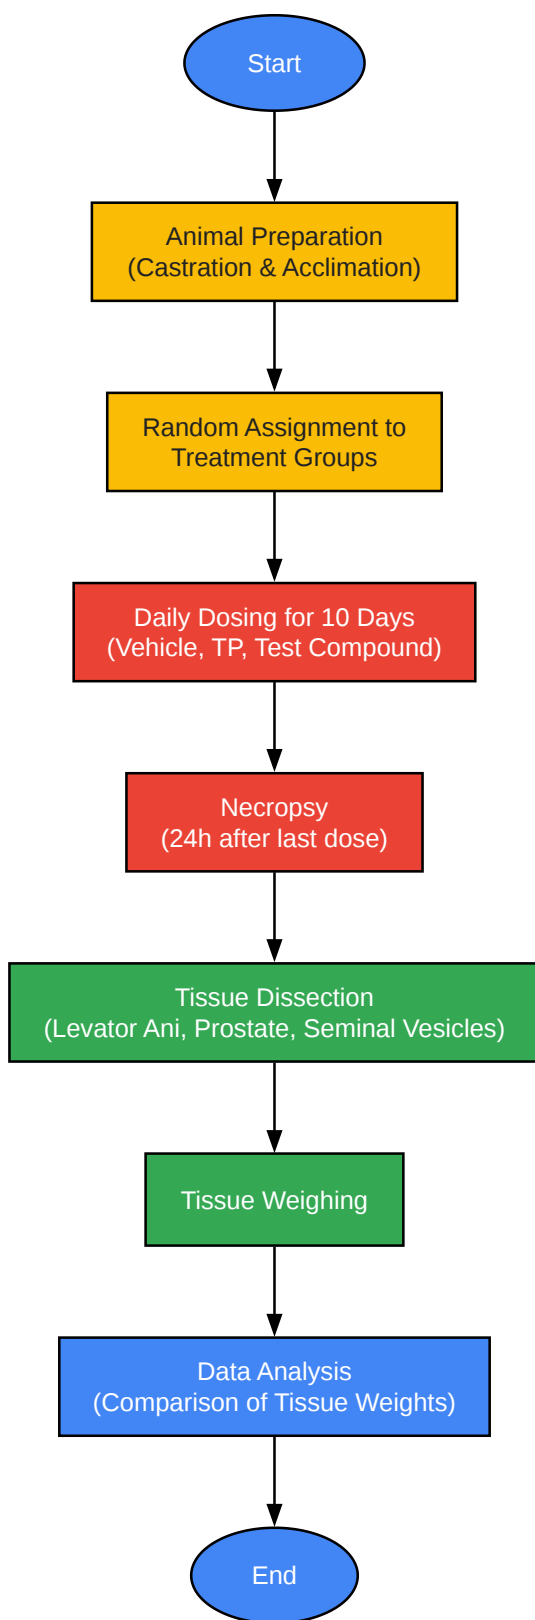 Start
Animal Preparation
(Castration & Acclimation)
Random Assignment to
Treatment Groups
Daily Dosing for 10 Days
(Vehicle, TP, Test Compound)
Necropsy
(24h after last dose)
Tissue Dissection
(Levator Ani, Prostate, Seminal Vesicles)
Tissue Weighing
Data Analysis
(Comparison of Tissue Weights)
End